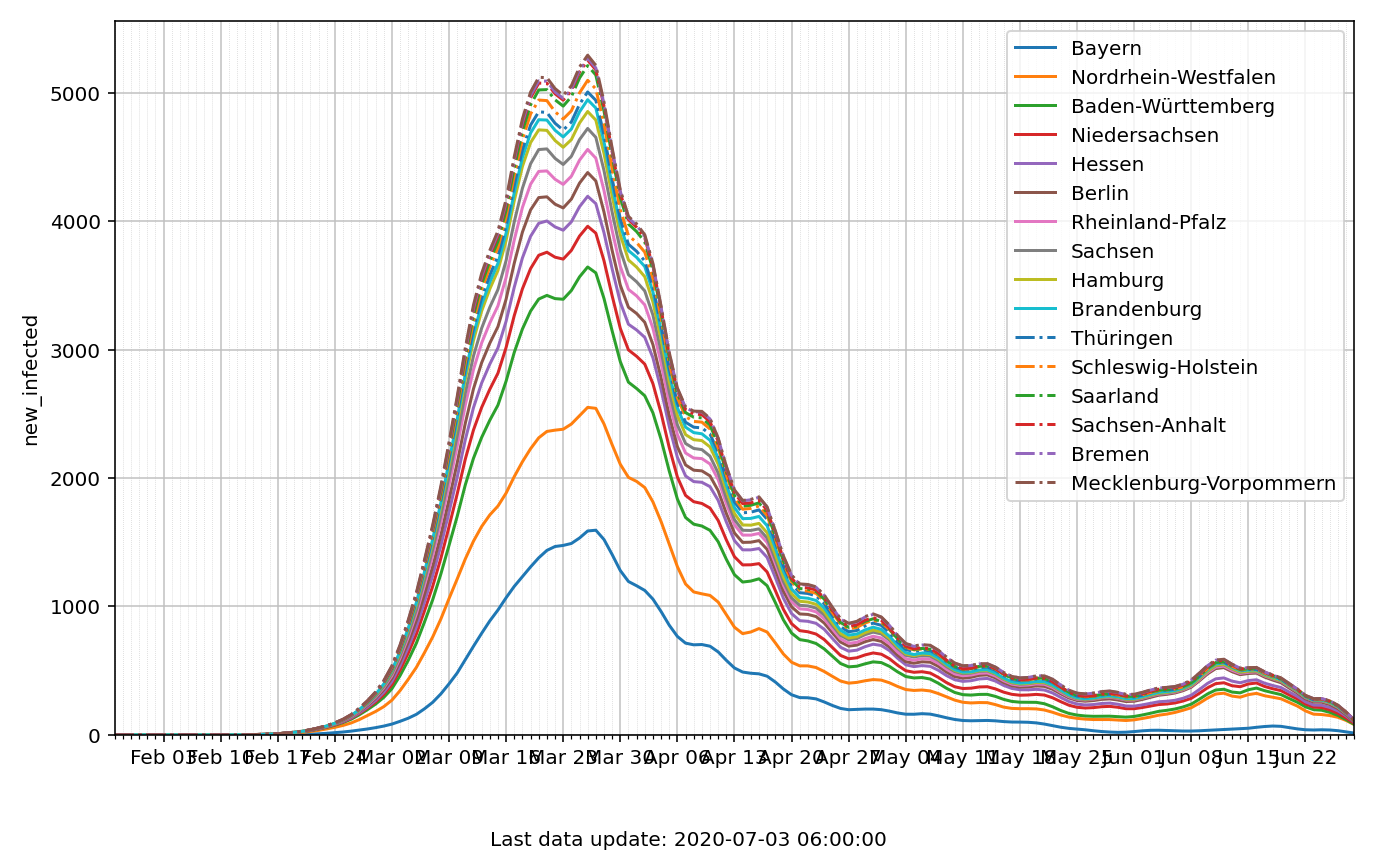 new_infected
5000
4000
3000
2000
1000
0
Bayern
Nordrhein-Westfalen
Baden-Württemberg
Niedersachsen
Hessen
Berlin
Rheinland-Pfalz
Sachsen
Hamburg
Brandenburg
Thüringen
Schleswig-Holstein
Saarland
Sachsen-Anhalt
Bremen
Mecklenburg-Vorpommern
Feb 03 Feb 10 Feb 17 Feb 24 Mar 02 Mar 09 Mar 16 Mar 23 Mar 30 Apr 06 Apr 13 Apr 20 Apr 27 May 04 May 11 May 18 May 25 Jun 01 Jun 08 Jun 15 Jun 22
Last data update: 2020-07-03 06:00:00